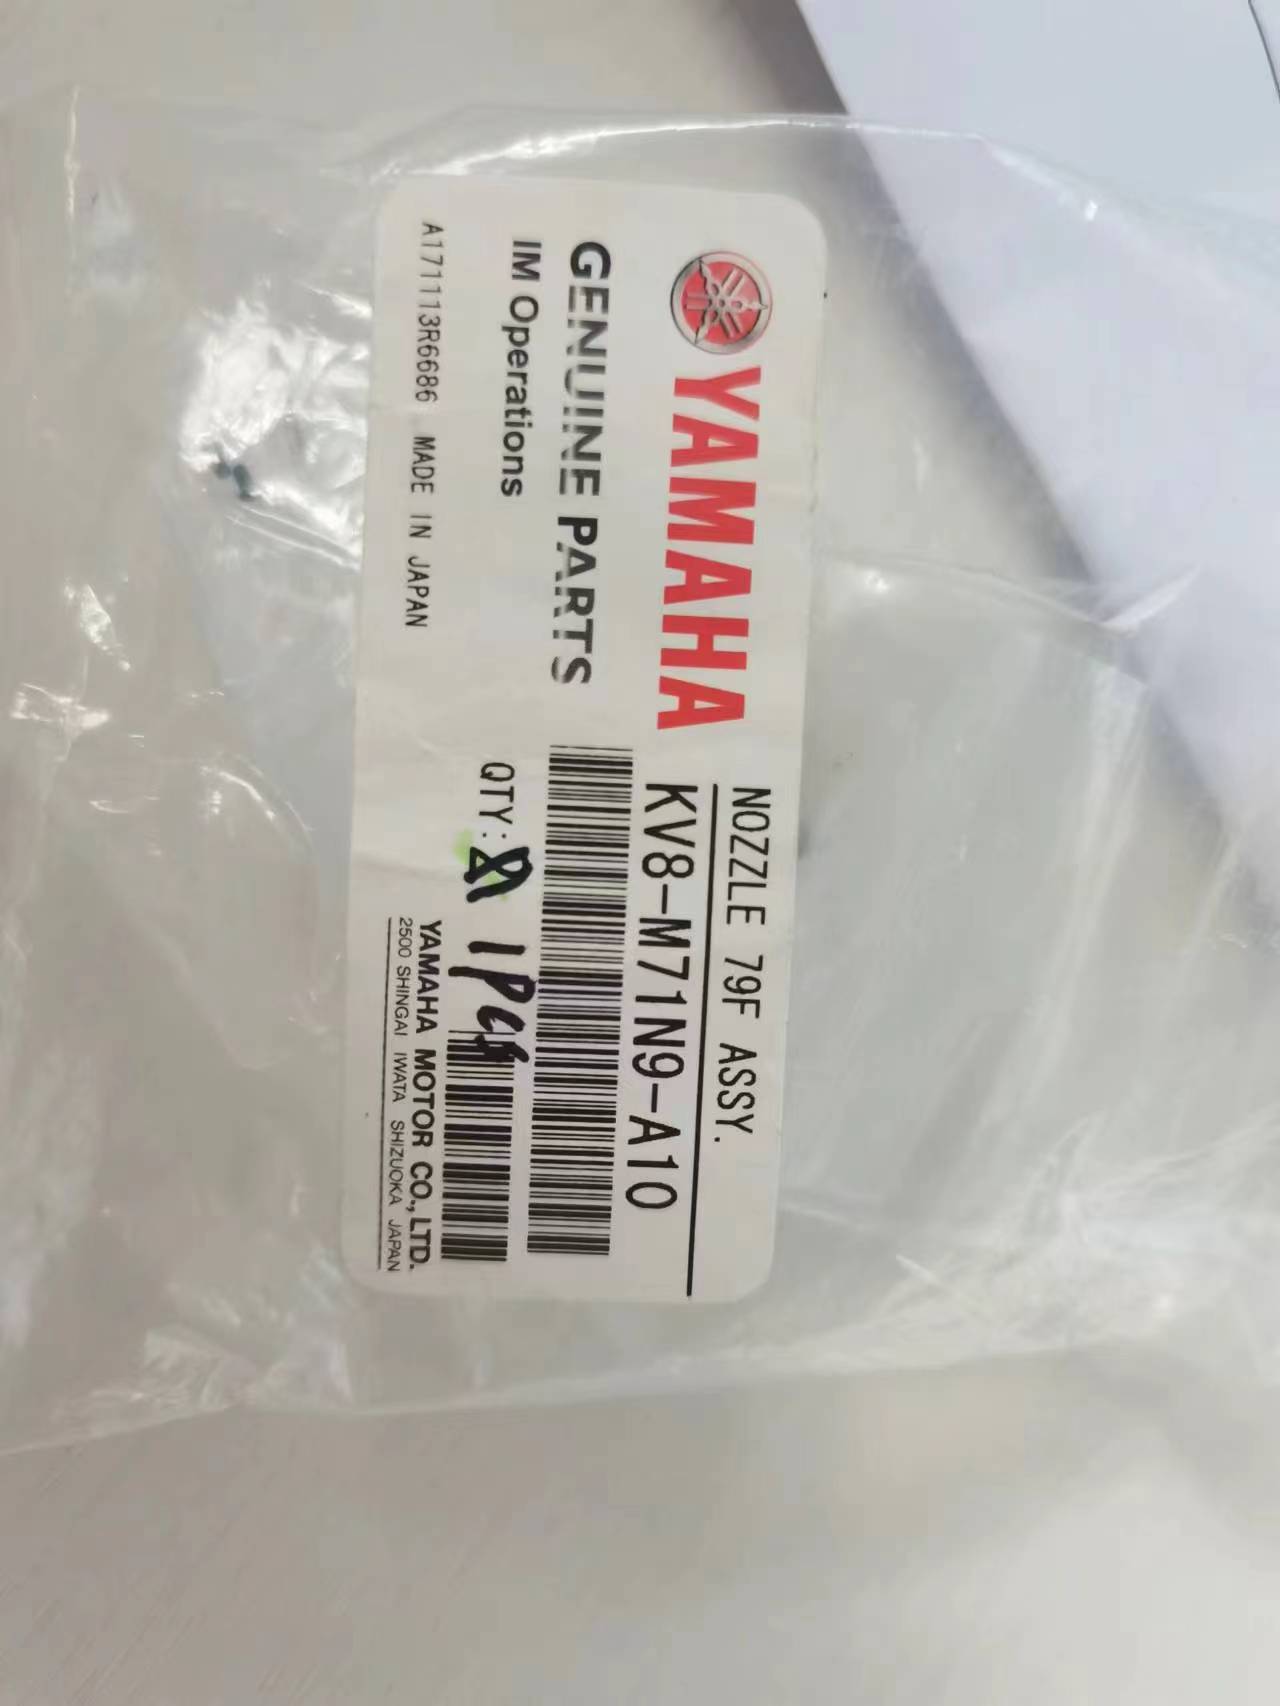 YAMAHA
GENUINE PARTS
IM Operations
A171113R6686 MADE IN JAPAN
NOZZLE 79F ASSY.
KV8-M71N9-A10
QTY: 1PCS
YAMAHA MOTOR CO., LTD.
2500 SHINGAI IWATA SHIZUOKA JAPAN